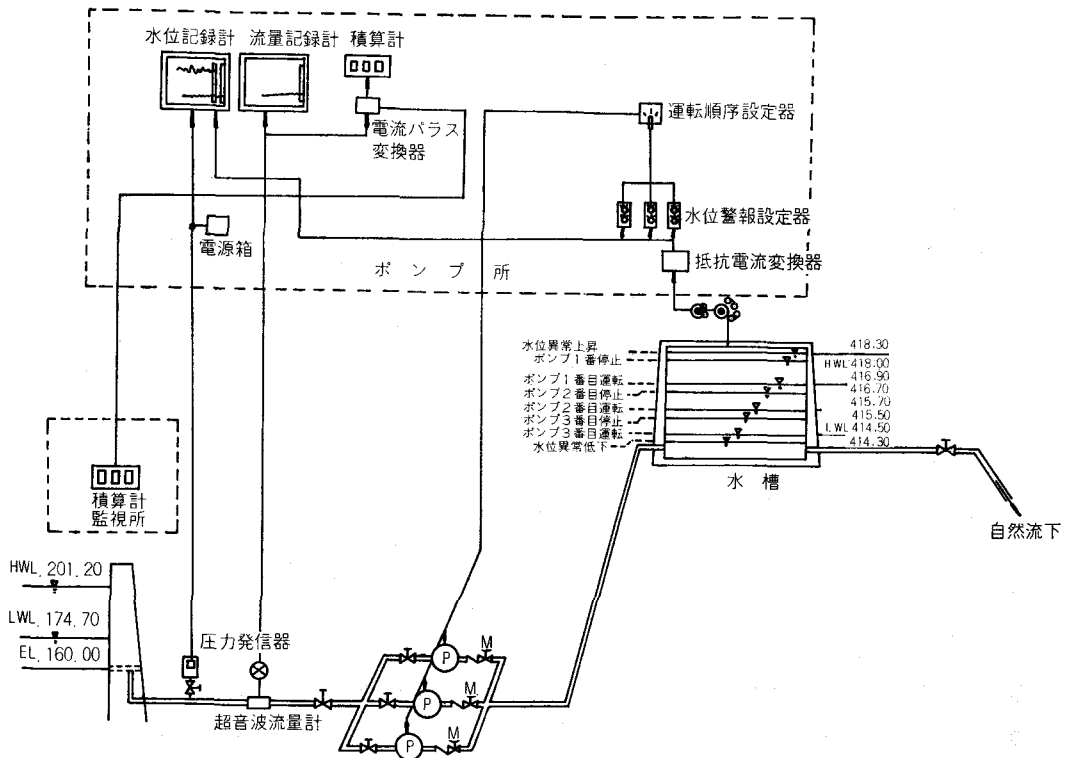 水位記録計 流量記録計 積算計
電流パラス
変換器
運転順序設定器
水位警報設定器
電源箱
抵抗電流変換器
ポンプ所
水位異常上昇
ポンプ1番停止
ポンプ1番目運転
ポンプ2番目停止
ポンプ2番目運転
ポンプ3番目停止
ポンプ3番目運転
水位異常低下
418.30
HWL 418.00
416.90
416.70
415.70
415.50
LWL 414.50
414.30
水槽
自然流下
積算計
監視所
HWL. 201.20
LWL. 174.70
EL. 160.00
圧力発信器
超音波流量計
P
M
P
M
P
M